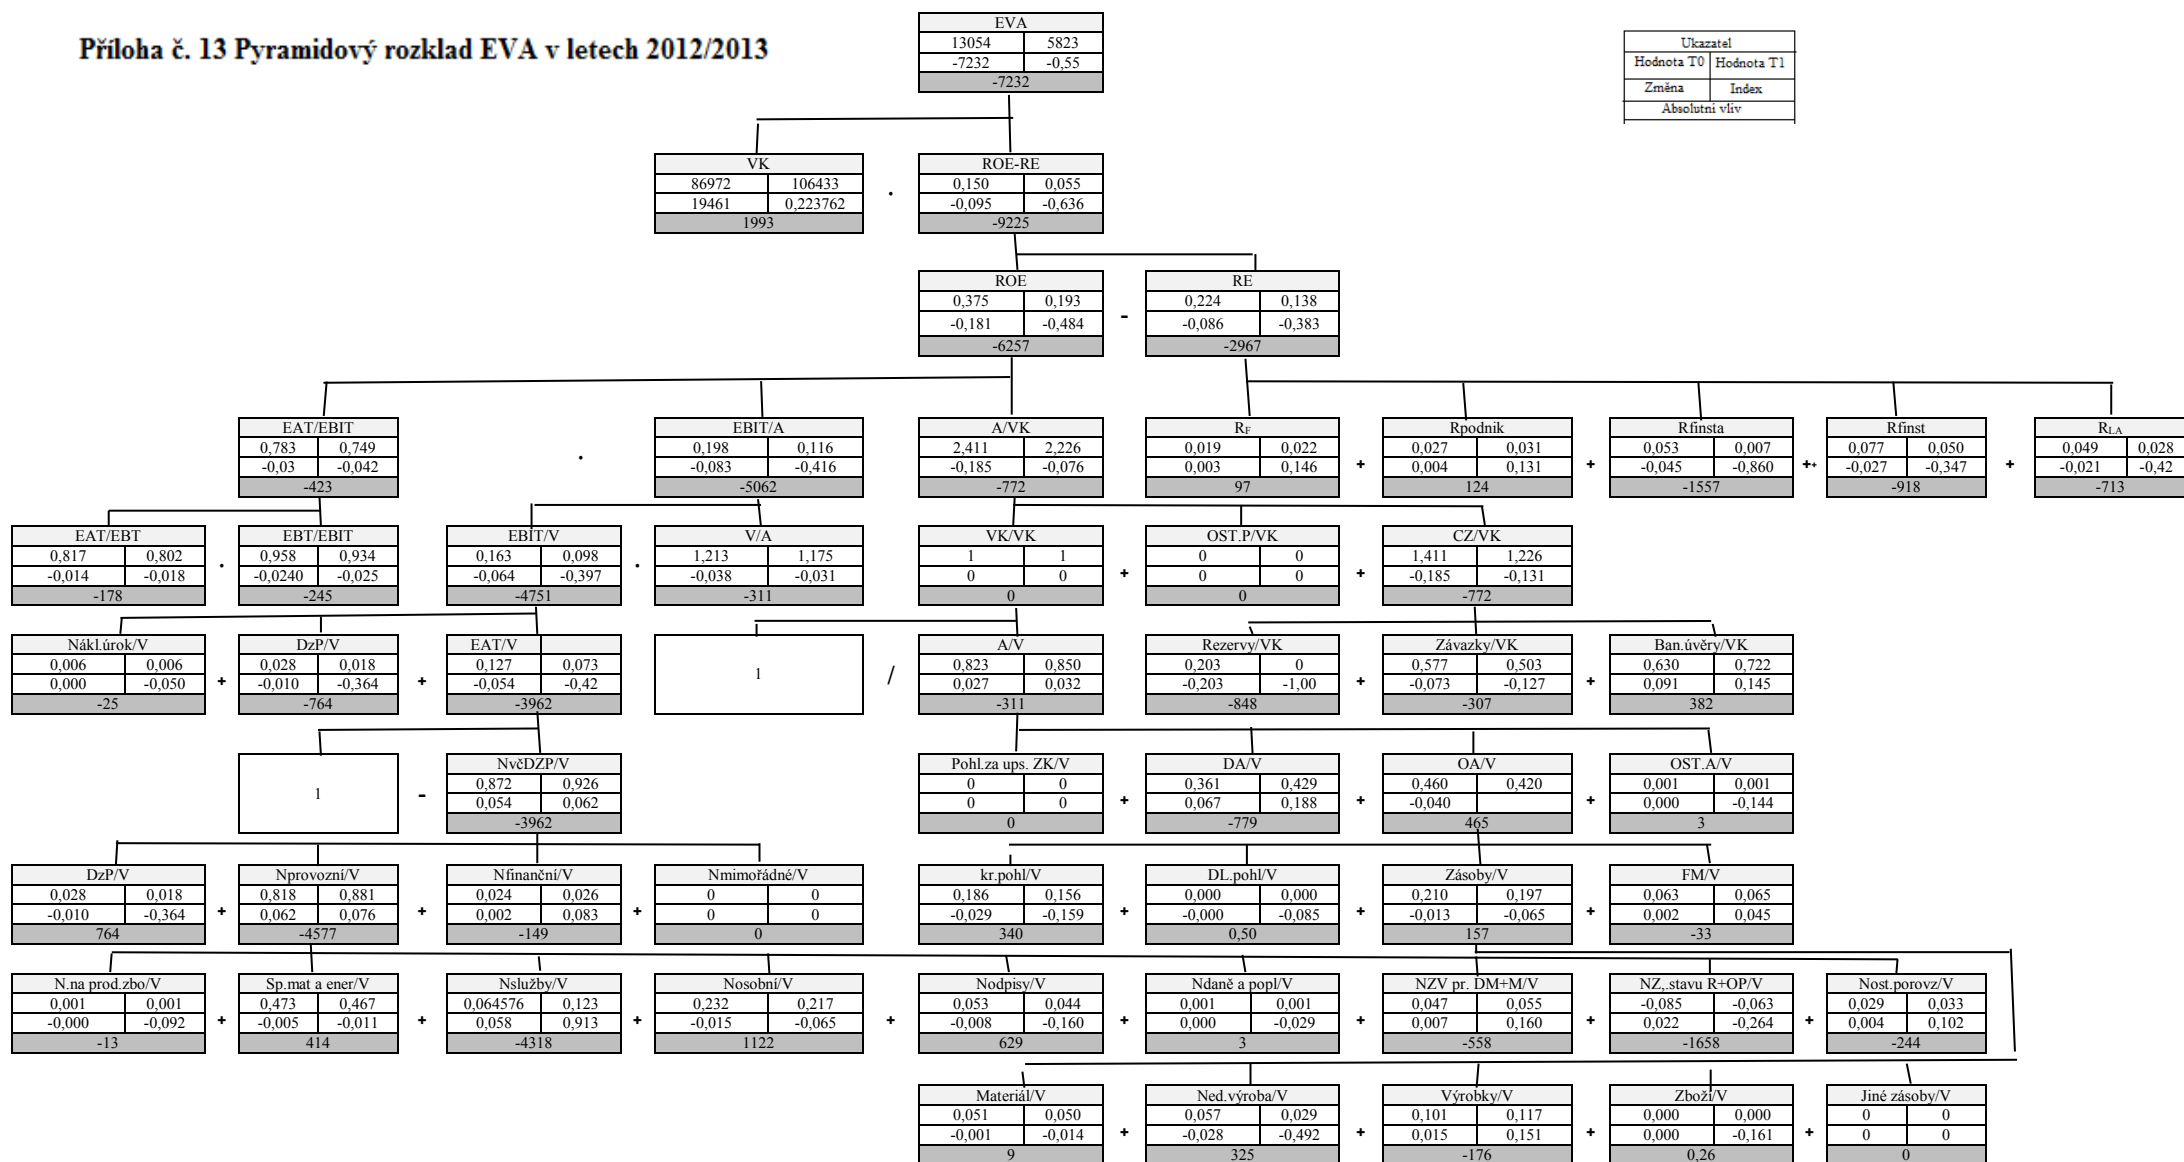 Příloha č. 13 Pyramidový rozklad EVA v letech 2012/2013
EVA
13054 5823
-7232 -0,55
-7232
Ukazatel
Hodnota T0 Hodnota T1
Změna Index
Absolutní vliv
VK ROE-RE
86972 106433 . 0,150 0,055
19461 0,223762 -0,095 -0,636
1993 -9225
ROE RE
0,375 0,193 0,224 0,138
-0,181 -0,484 - -0,086 -0,383
-6257 -2967
EAT/EBIT EBIT/A A/VK RF Rpodnik Rfinsta Rfinst RLA
0,783 0,749 . 0,198 0,116 2,411 2,226 0,019 0,022 0,027 0,031 0,053 0,007 0,077 0,050 0,049 0,028
-0,03 -0,042 -0,083 -0,416 -0,185 -0,076 0,003 0,146 + 0,004 0,131 + -0,045 -0,860 ++ -0,027 -0,347 + -0,021 -0,42
-423 -5062 -772 97 124 -1557 -918 -713
EAT/EBT EBT/EBIT EBIT/V V/A VK/VK OST.P/VK CZ/VK
0,817 0,802 0,958 0,934 0,163 0,098 1,213 1,175 1 1 0 0 1,411 1,226
-0,014 -0,018 . -0,0240 -0,025 -0,064 -0,397 . -0,038 -0,031 0 0 + 0 0 + -0,185 -0,131
-178 -245 -4751 -311 0 0 -772
Nákl.úrok/V DzP/V EAT/V A/V Rezervy/VK Závazky/VK Ban.úvěry/VK
0,006 0,006 0,028 0,018 0,127 0,073 1 / 0,823 0,850 0,203 0 0,577 0,503 0,630 0,722
0,000 -0,050 + -0,010 -0,364 + -0,054 -0,42 0,027 0,032 -0,203 -1,00 + -0,073 -0,127 + 0,091 0,145
-25 -764 -3962 -311 -848 -307 382
NvčDZP/V Pohl.za ups. ZK/V DA/V OA/V OST.A/V
0,872 0,926 0 0 0,361 0,429 0,460 0,420 0,001 0,001
1 - 0,054 0,062 0 0 + 0,067 0,188 + -0,040 + 0,000 -0,144
-3962 0 -779 465 3
DzP/V Nprovozní/V Nfinanční/V Nmimořádné/V kr.pohl/V DL.pohl/V Zásoby/V FM/V
0,028 0,018 0,818 0,881 0,024 0,026 0 0 0,186 0,156 0,000 0,000 0,210 0,197 0,063 0,065
-0,010 -0,364 + 0,062 0,076 + 0,002 0,083 + 0 0 -0,029 -0,159 + -0,000 -0,085 + -0,013 -0,065 + 0,002 0,045
764 -4577 -149 0 340 0,50 157 -33
N.na prod.zbo/V Sp.mat a ener/V Nslužby/V Nosobní/V Nodpisy/V Ndaně a popl/V NZV pr. DM+M/V NZ,.stavu R+OP/V Nost.porovz/V
0,001 0,001 0,473 0,467 0,064576 0,123 0,232 0,217 0,053 0,044 0,001 0,001 0,047 0,055 -0,085 -0,063 0,029 0,033
-0,000 -0,092 + -0,005 -0,011 + 0,058 0,913 + -0,015 -0,065 + -0,008 -0,160 + 0,000 -0,029 + 0,007 0,160 + 0,022 -0,264 + 0,004 0,102
-13 414 -4318 1122 629 3 -558 -1658 -244
Materiál/V Ned.výroba/V Výrobky/V Zboží/V Jiné zásoby/V
0,051 0,050 0,057 0,029 0,101 0,117 0,000 0,000 0 0
-0,001 -0,014 + -0,028 -0,492 + 0,015 0,151 + 0,000 -0,161 + 0 0
9 325 -176 0,26 0